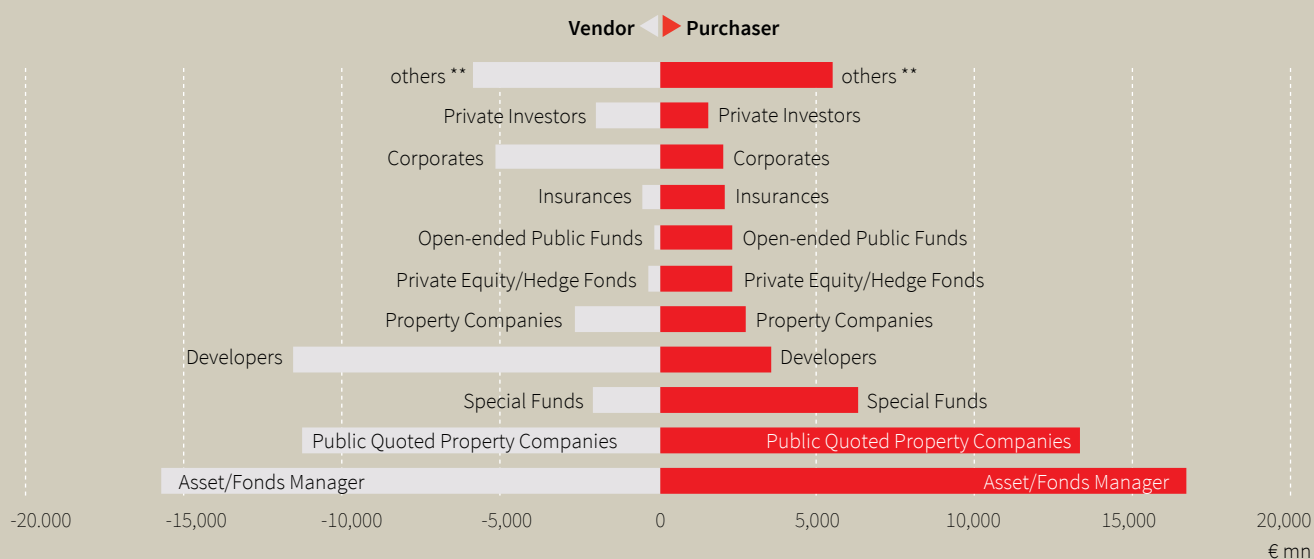 Vendor Purchaser
others ** others **
Private Investors Private Investors
Corporates Corporates
Insurances Insurances
Open-ended Public Funds Open-ended Public Funds
Private Equity/Hedge Fonds Private Equity/Hedge Fonds
Property Companies Property Companies
Developers Developers
Special Funds Special Funds
Public Quoted Property Companies Public Quoted Property Companies
Asset/Fonds Manager Asset/Fonds Manager
-20.000 -15,000 -10,000 -5,000 0 5,000 10,000 15,000 20,000
€ mn